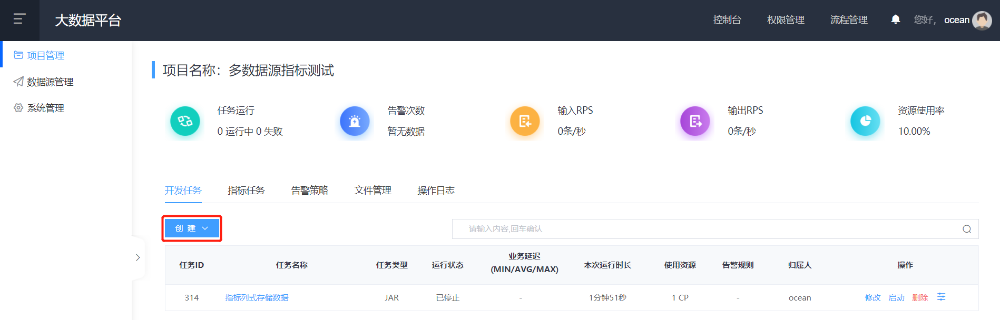 大数据平台
控制台 权限管理 流程管理 您好, ocean
项目管理
数据源管理
系统管理
项目名称：多数据源指标测试
任务运行
0 运行中 0 失败
告警次数
暂无数据
输入RPS
0条/秒
输出RPS
0条/秒
资源使用率
10.00%
开发任务 指标任务 告警策略 文件管理 操作日志
创 建
请输入内容,回车确认
任务ID 任务名称 任务类型 运行状态 业务延迟 (MIN/AVG/MAX) 本次运行时长 使用资源 告警规则 归属人 操作
314 指标列式存储数据 JAR 已停止 - 1分钟51秒 1 CP - ocean 修改 启动 删除